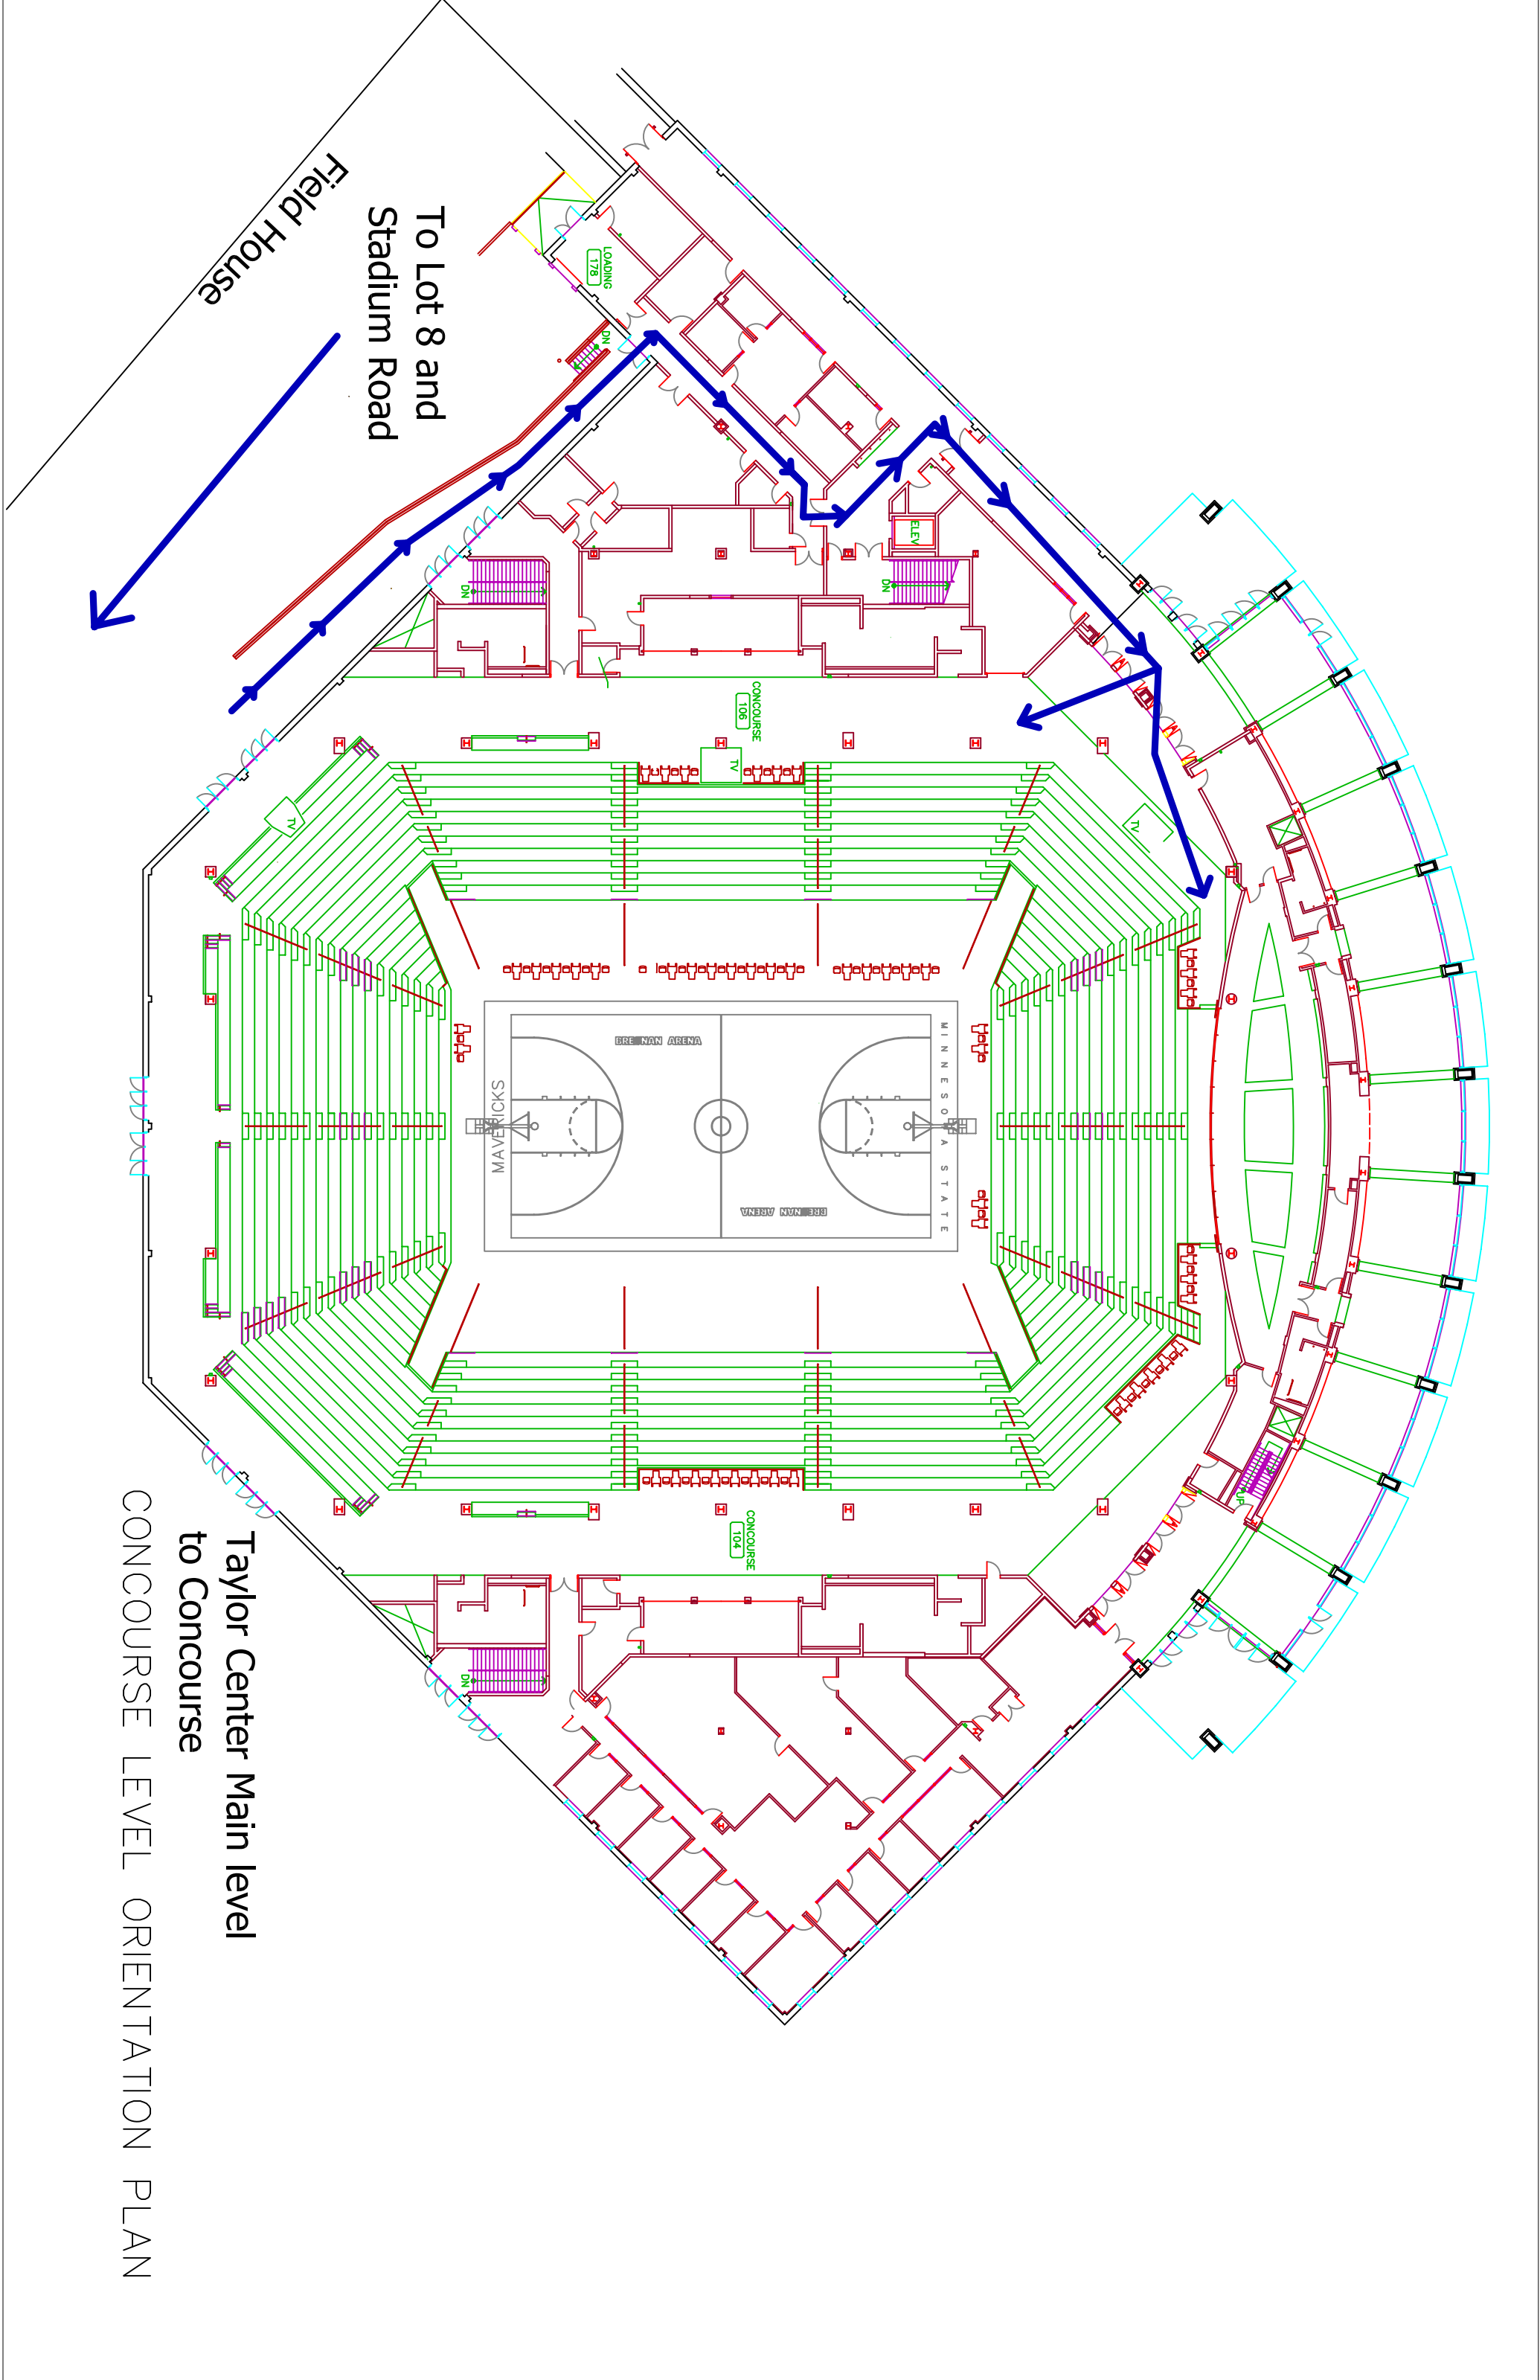 Field House
To Lot 8 and
Stadium Road
LOADING
178
DN
DN
DN
ELEV
CONCOURSE
106
TV
TV
TV
BRENNAN ARENA
MINNESOTA STATE
MAVERICKS
BRENNAN ARENA
CONCOURSE
104
UP
DN
Taylor Center Main level
to Concourse
CONCOURSE LEVEL ORIENTATION PLAN